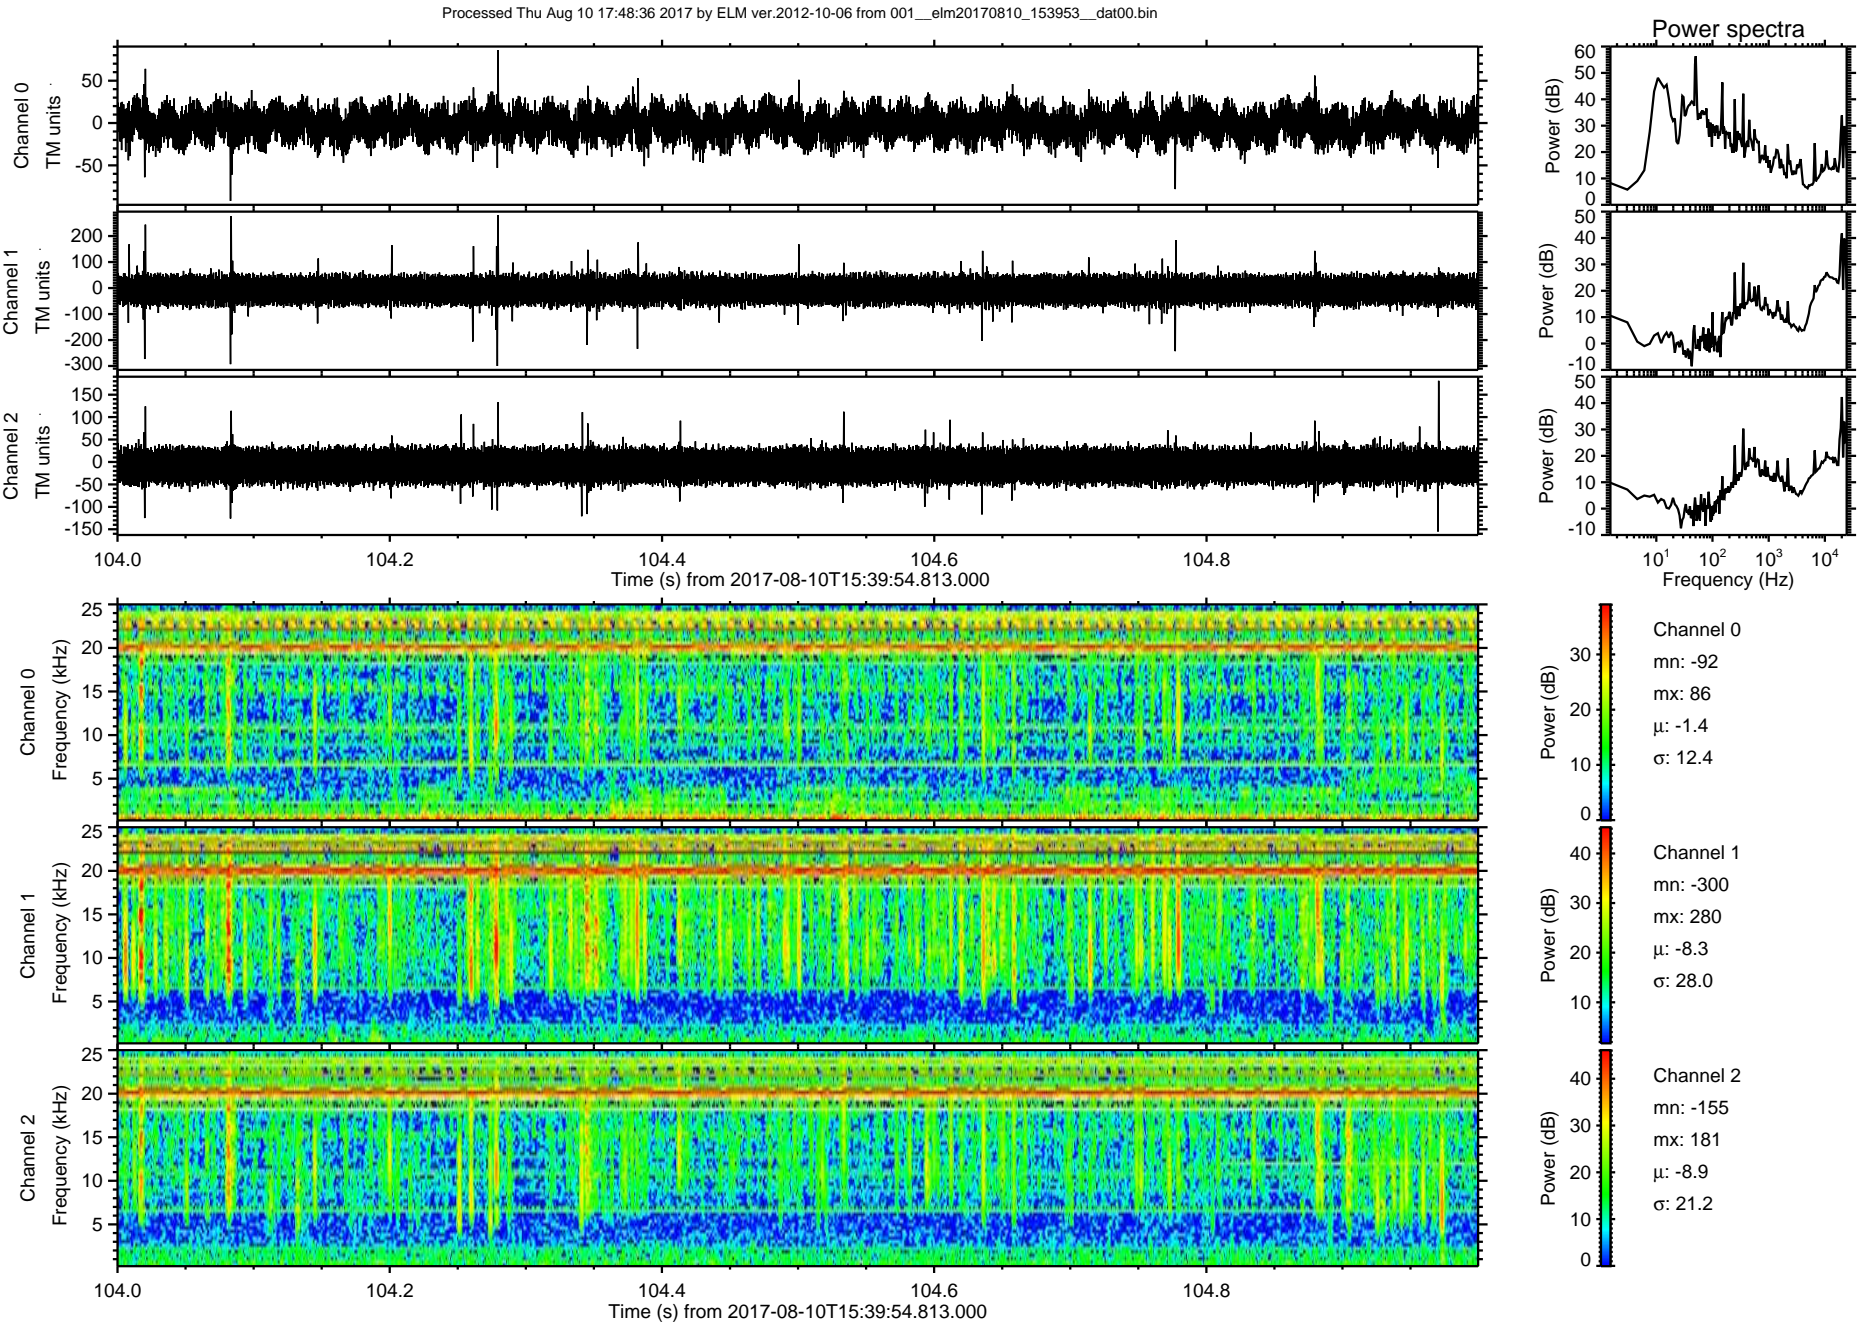 Processed Thu Aug 10 17:48:36 2017 by ELM ver.2012-10-06 from 001__elm20170810_153953__dat00.bin
Power spectra
Channel 0
TM units
50
0
-50
Power (dB)
60
50
40
30
20
10
0
Channel 1
TM units
200
100
0
-100
-200
-300
Power (dB)
50
40
30
20
10
0
-10
Channel 2
TM units
150
100
50
0
-50
-100
-150
Power (dB)
50
40
30
20
10
0
-10
104.0 104.2 104.4 104.6 104.8
Time (s) from 2017-08-10T15:39:54.813.000
10¹ 10² 10³ 10⁴
Frequency (Hz)
Channel 0
Frequency (kHz)
25
20
15
10
5
Power (dB)
30
20
10
0
Channel 0
mn: -92
mx: 86
μ: -1.4
σ: 12.4
Channel 1
Frequency (kHz)
25
20
15
10
5
Power (dB)
40
30
20
10
Channel 1
mn: -300
mx: 280
μ: -8.3
σ: 28.0
Channel 2
Frequency (kHz)
25
20
15
10
5
Power (dB)
40
30
20
10
0
Channel 2
mn: -155
mx: 181
μ: -8.9
σ: 21.2
104.0 104.2 104.4 104.6 104.8
Time (s) from 2017-08-10T15:39:54.813.000